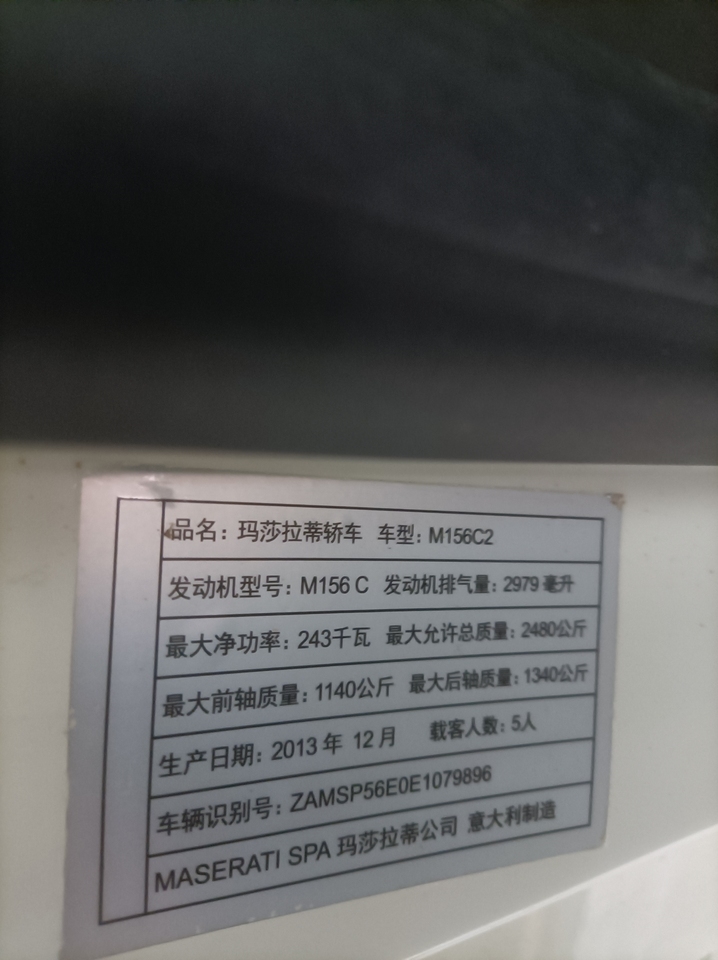 品名：玛莎拉蒂轿车 车型：M156C2
发动机型号：M156 C 发动机排气量：2979 毫升
最大净功率：243千瓦 最大允许总质量：2480公斤
最大前轴质量：1140公斤 最大后轴质量：1340公斤
生产日期：2013 年 12 月 载客人数：5人
车辆识别号：ZAMSP56E0E1079896
MASERATI SPA 玛莎拉蒂公司 意大利制造